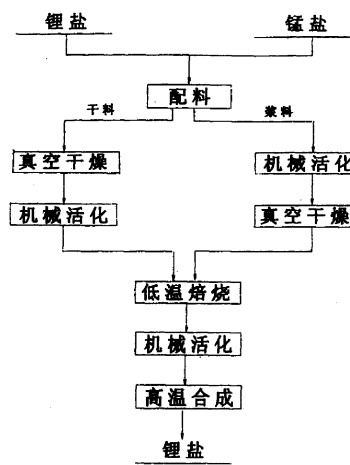 锂盐 锰盐
配料
干料 浆料
真空干燥 机械活化
机械活化 真空干燥
低温焙烧
机械活化
高温合成
锂盐